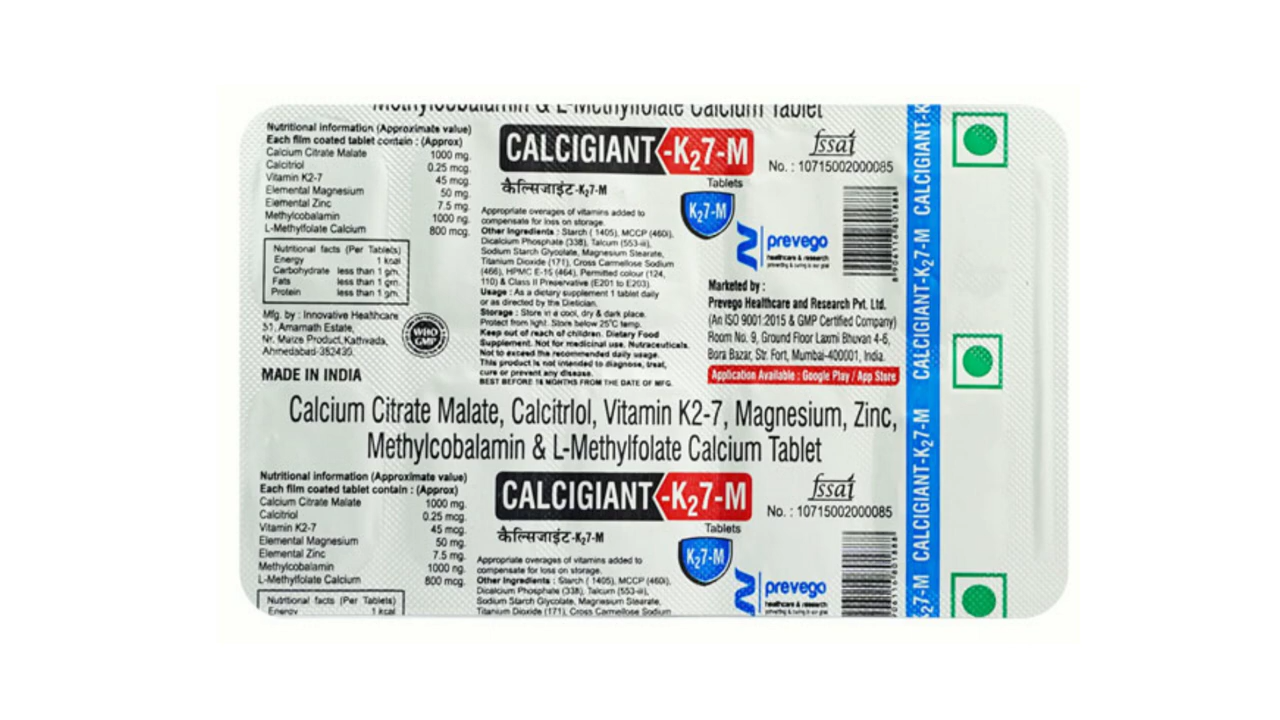 Methylcobalamin & L-Methylfolate Calcium Tablet
Nutritional information (Approximate value)
Each film coated tablet contain : (Approx)
Calcium Citrate Malate 1000 mg.
Calcitriol 0.25 mcg.
Vitamin K2-7 45 mcg.
Elemental Magnesium 50 mg.
Elemental Zinc 7.5 mg.
Methylcobalamin 1000 ng.
L-Methylfolate Calcium 800 mcg.
Nutritional facts (Per Tablets)
Energy 1 kcal
Carbohydrate less than 1 gm.
Fats less than 1 gm.
Protein less than 1 gm.
Mfg. by : Innovative Healthcare
51, Amarnath Estate,
Nr. Maize Product, Kathvada,
Ahmedabad-382430.
WHO
GMP
MADE IN INDIA
CALCIGIANT-K27-M
Tablets
कैल्सिजाइंट-K27-M
K27-M
Appropriate overages of vitamins added to
compensate for loss on storage.
Other Ingredients : Starch ( 1405), MCCP (460i),
Dicalcium Phosphate (338), Talcum (553-iii),
Sodium Starch Glycolate, Magnesium Stearate,
Titanium Dioxide (171), Cross Carmellose Sodium
(466), HPMC E-15 (464), Permitted colour (124,
110) & Class II Preservative (E201 to E203)
Usage : As a dietary supplement 1 tablet daily
or as directed by the Dietician.
Storage : Store in a cool, dry & dark place.
Protect from light. Store below 25°C temp.
Keep out of reach of children. Dietary Food
Supplement. Not for medicinal use. Nutraceuticals.
Not to exceed the recommended daily usage.
This product is not intended to diagnose, treat,
cure or prevent any disease.
BEST BEFORE 18 MONTHS FROM THE DATE OF MFG.
fssai
No. : 10715002000085
prevego
healthcare & research
preventing & curing is our goal
Marketed by :
Prevego Healthcare and Research Pvt. Ltd.
(An ISO 9001:2015 & GMP Certified Company)
Room No. 9, Ground Floor Laxmi Bhuvan 4-6,
Bora Bazar, Str. Fort, Mumbai-400001, India.
Application Available : Google Play / App Store
Calcium Citrate Malate, Calcitrlol, Vitamin K2-7, Magnesium, Zinc,
Methylcobalamin & L-Methylfolate Calcium Tablet
Nutritional information (Approximate value)
Each film coated tablet contain : (Approx)
Calcium Citrate Malate 1000 mg.
Calcitriol 0.25 mcg.
Vitamin K2-7 45 mcg.
Elemental Magnesium 50 mg.
Elemental Zinc 7.5 mg.
Methylcobalamin 1000 ng.
L-Methylfolate Calcium 800 mcg.
Nutritional facts (Per Tablets)
Energy 1 kcal
CALCIGIANT-K27-M
Tablets
कैल्सिजाइंट-K27-M
K27-M
Appropriate overages of vitamins added to
compensate for loss on storage.
Other Ingredients : Starch ( 1405), MCCP (460i),
Dicalcium Phosphate (338), Talcum (553-iii),
Sodium Starch Glycolate, Magnesium Stearate,
Titanium Dioxide (171), Cross Carmellose Sodium
fssai
No. : 10715002000085
prevego
healthcare & research
preventing & curing is our goal
K27-M CALCIGIANT-K27-M CALCIGIANT-K27-M CALCIGIANT-K